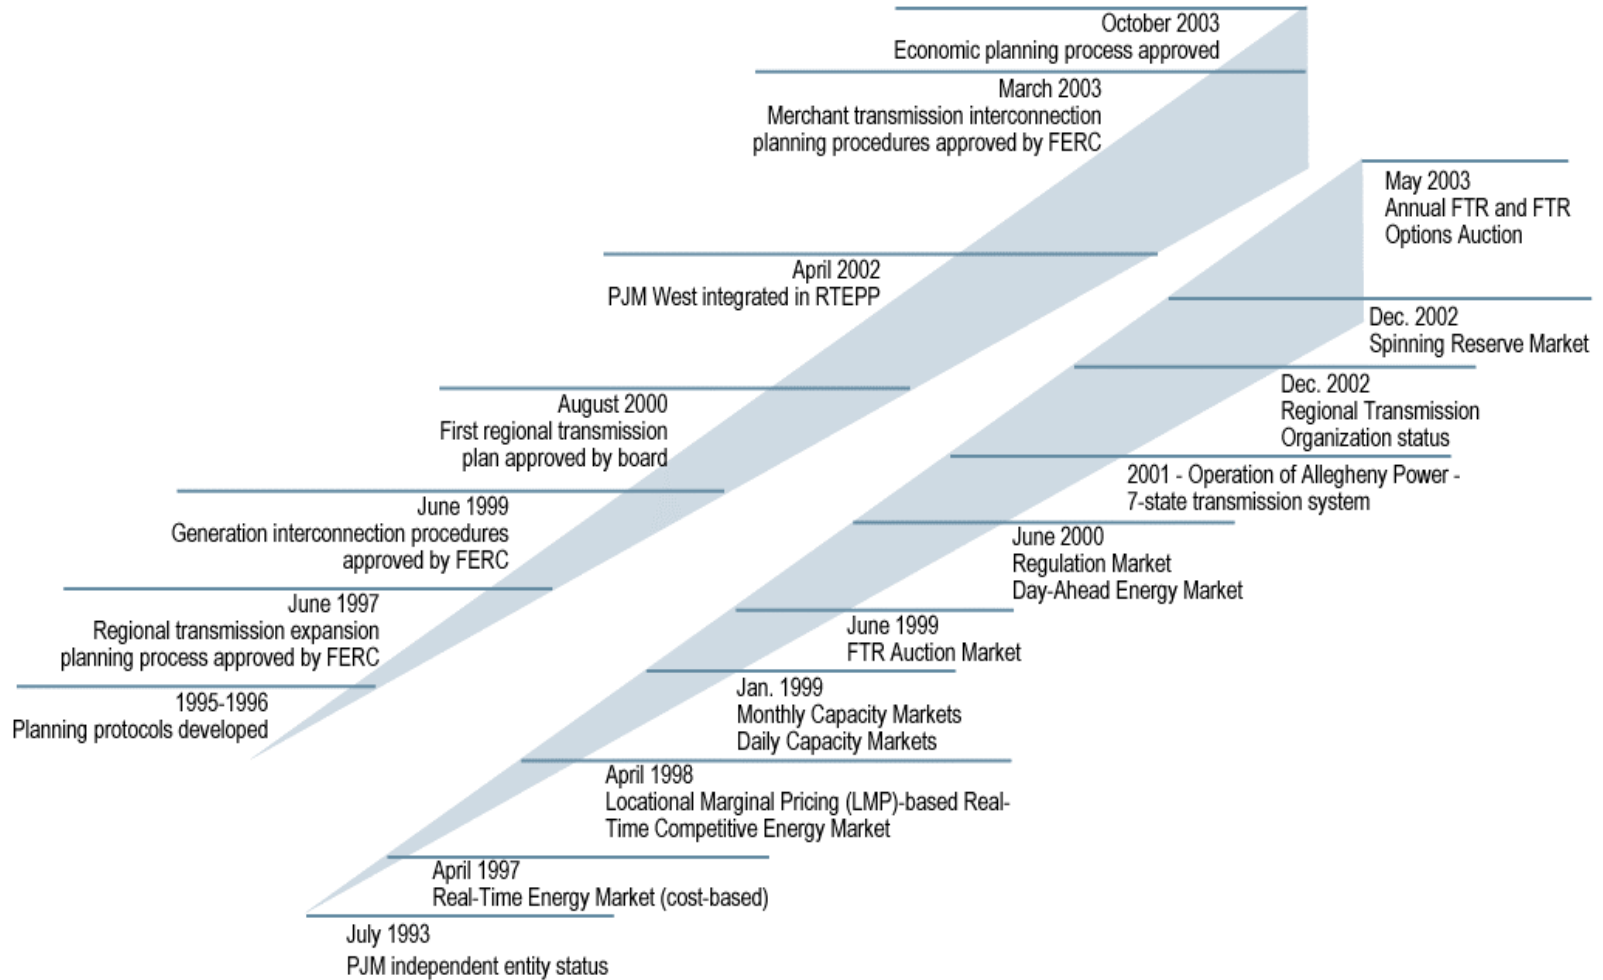 October 2003
Economic planning process approved
March 2003
Merchant transmission interconnection
planning procedures approved by FERC
April 2002
PJM West integrated in RTEPP
August 2000
First regional transmission
plan approved by board
June 1999
Generation interconnection procedures
approved by FERC
June 1997
Regional transmission expansion
planning process approved by FERC
1995-1996
Planning protocols developed
May 2003
Annual FTR and FTR
Options Auction
Dec. 2002
Spinning Reserve Market
Dec. 2002
Regional Transmission
Organization status
2001 - Operation of Allegheny Power -
7-state transmission system
June 2000
Regulation Market
Day-Ahead Energy Market
June 1999
FTR Auction Market
Jan. 1999
Monthly Capacity Markets
Daily Capacity Markets
April 1998
Locational Marginal Pricing (LMP)-based Real-
Time Competitive Energy Market
April 1997
Real-Time Energy Market (cost-based)
July 1993
PJM independent entity status